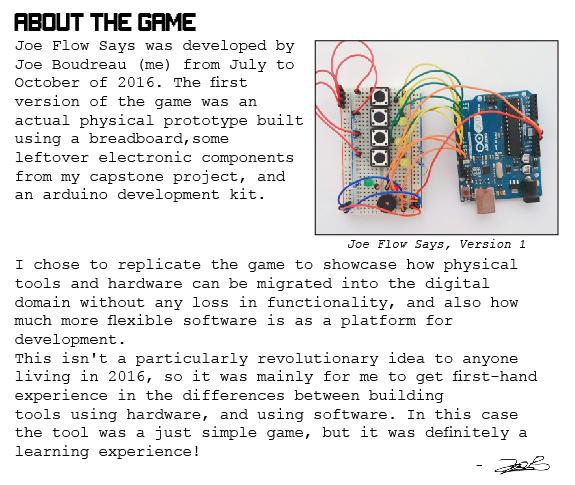 ABOUT THE GAME
Joe Flow Says was developed by
Joe Boudreau (me) from July to
October of 2016. The first
version of the game was an
actual physical prototype built
using a breadboard,some
leftover electronic components
from my capstone project, and
an arduino development kit.
Joe Flow Says, Version 1
I chose to replicate the game to showcase how physical
tools and hardware can be migrated into the digital
domain without any loss in functionality, and also how
much more flexible software is as a platform for
development.
This isn't a particularly revolutionary idea to anyone
living in 2016, so it was mainly for me to get first-hand
experience in the differences between building
tools using hardware, and using software. In this case
the tool was a just simple game, but it was definitely a
learning experience!
-